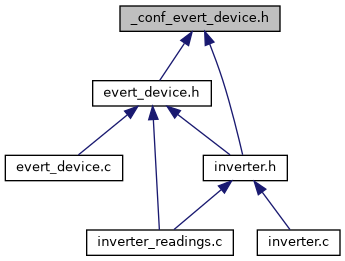 _conf_evert_device.h
evert_device.h
evert_device.c
inverter.h
inverter_readings.c
inverter.c